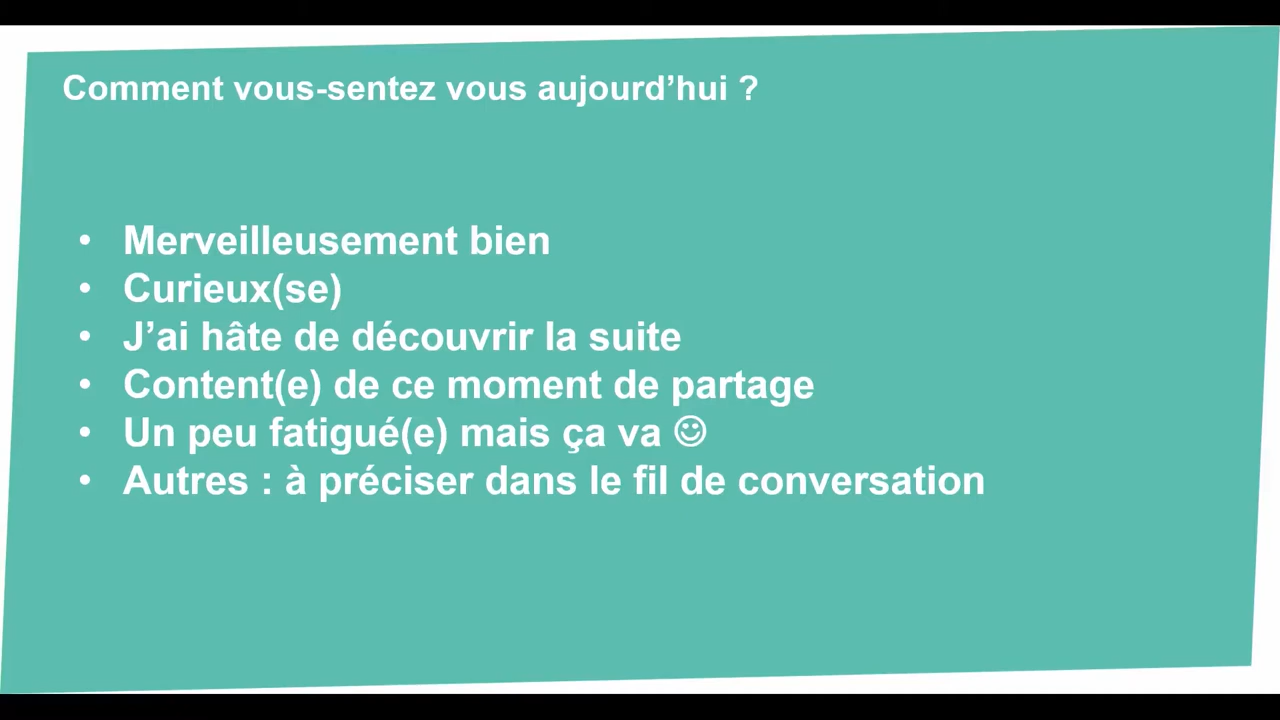 Comment vous-sentez vous aujourd’hui ?
• Merveilleusement bien
• Curieux(se)
• J’ai hâte de découvrir la suite
• Content(e) de ce moment de partage
• Un peu fatigué(e) mais ça va ☺
• Autres : à préciser dans le fil de conversation